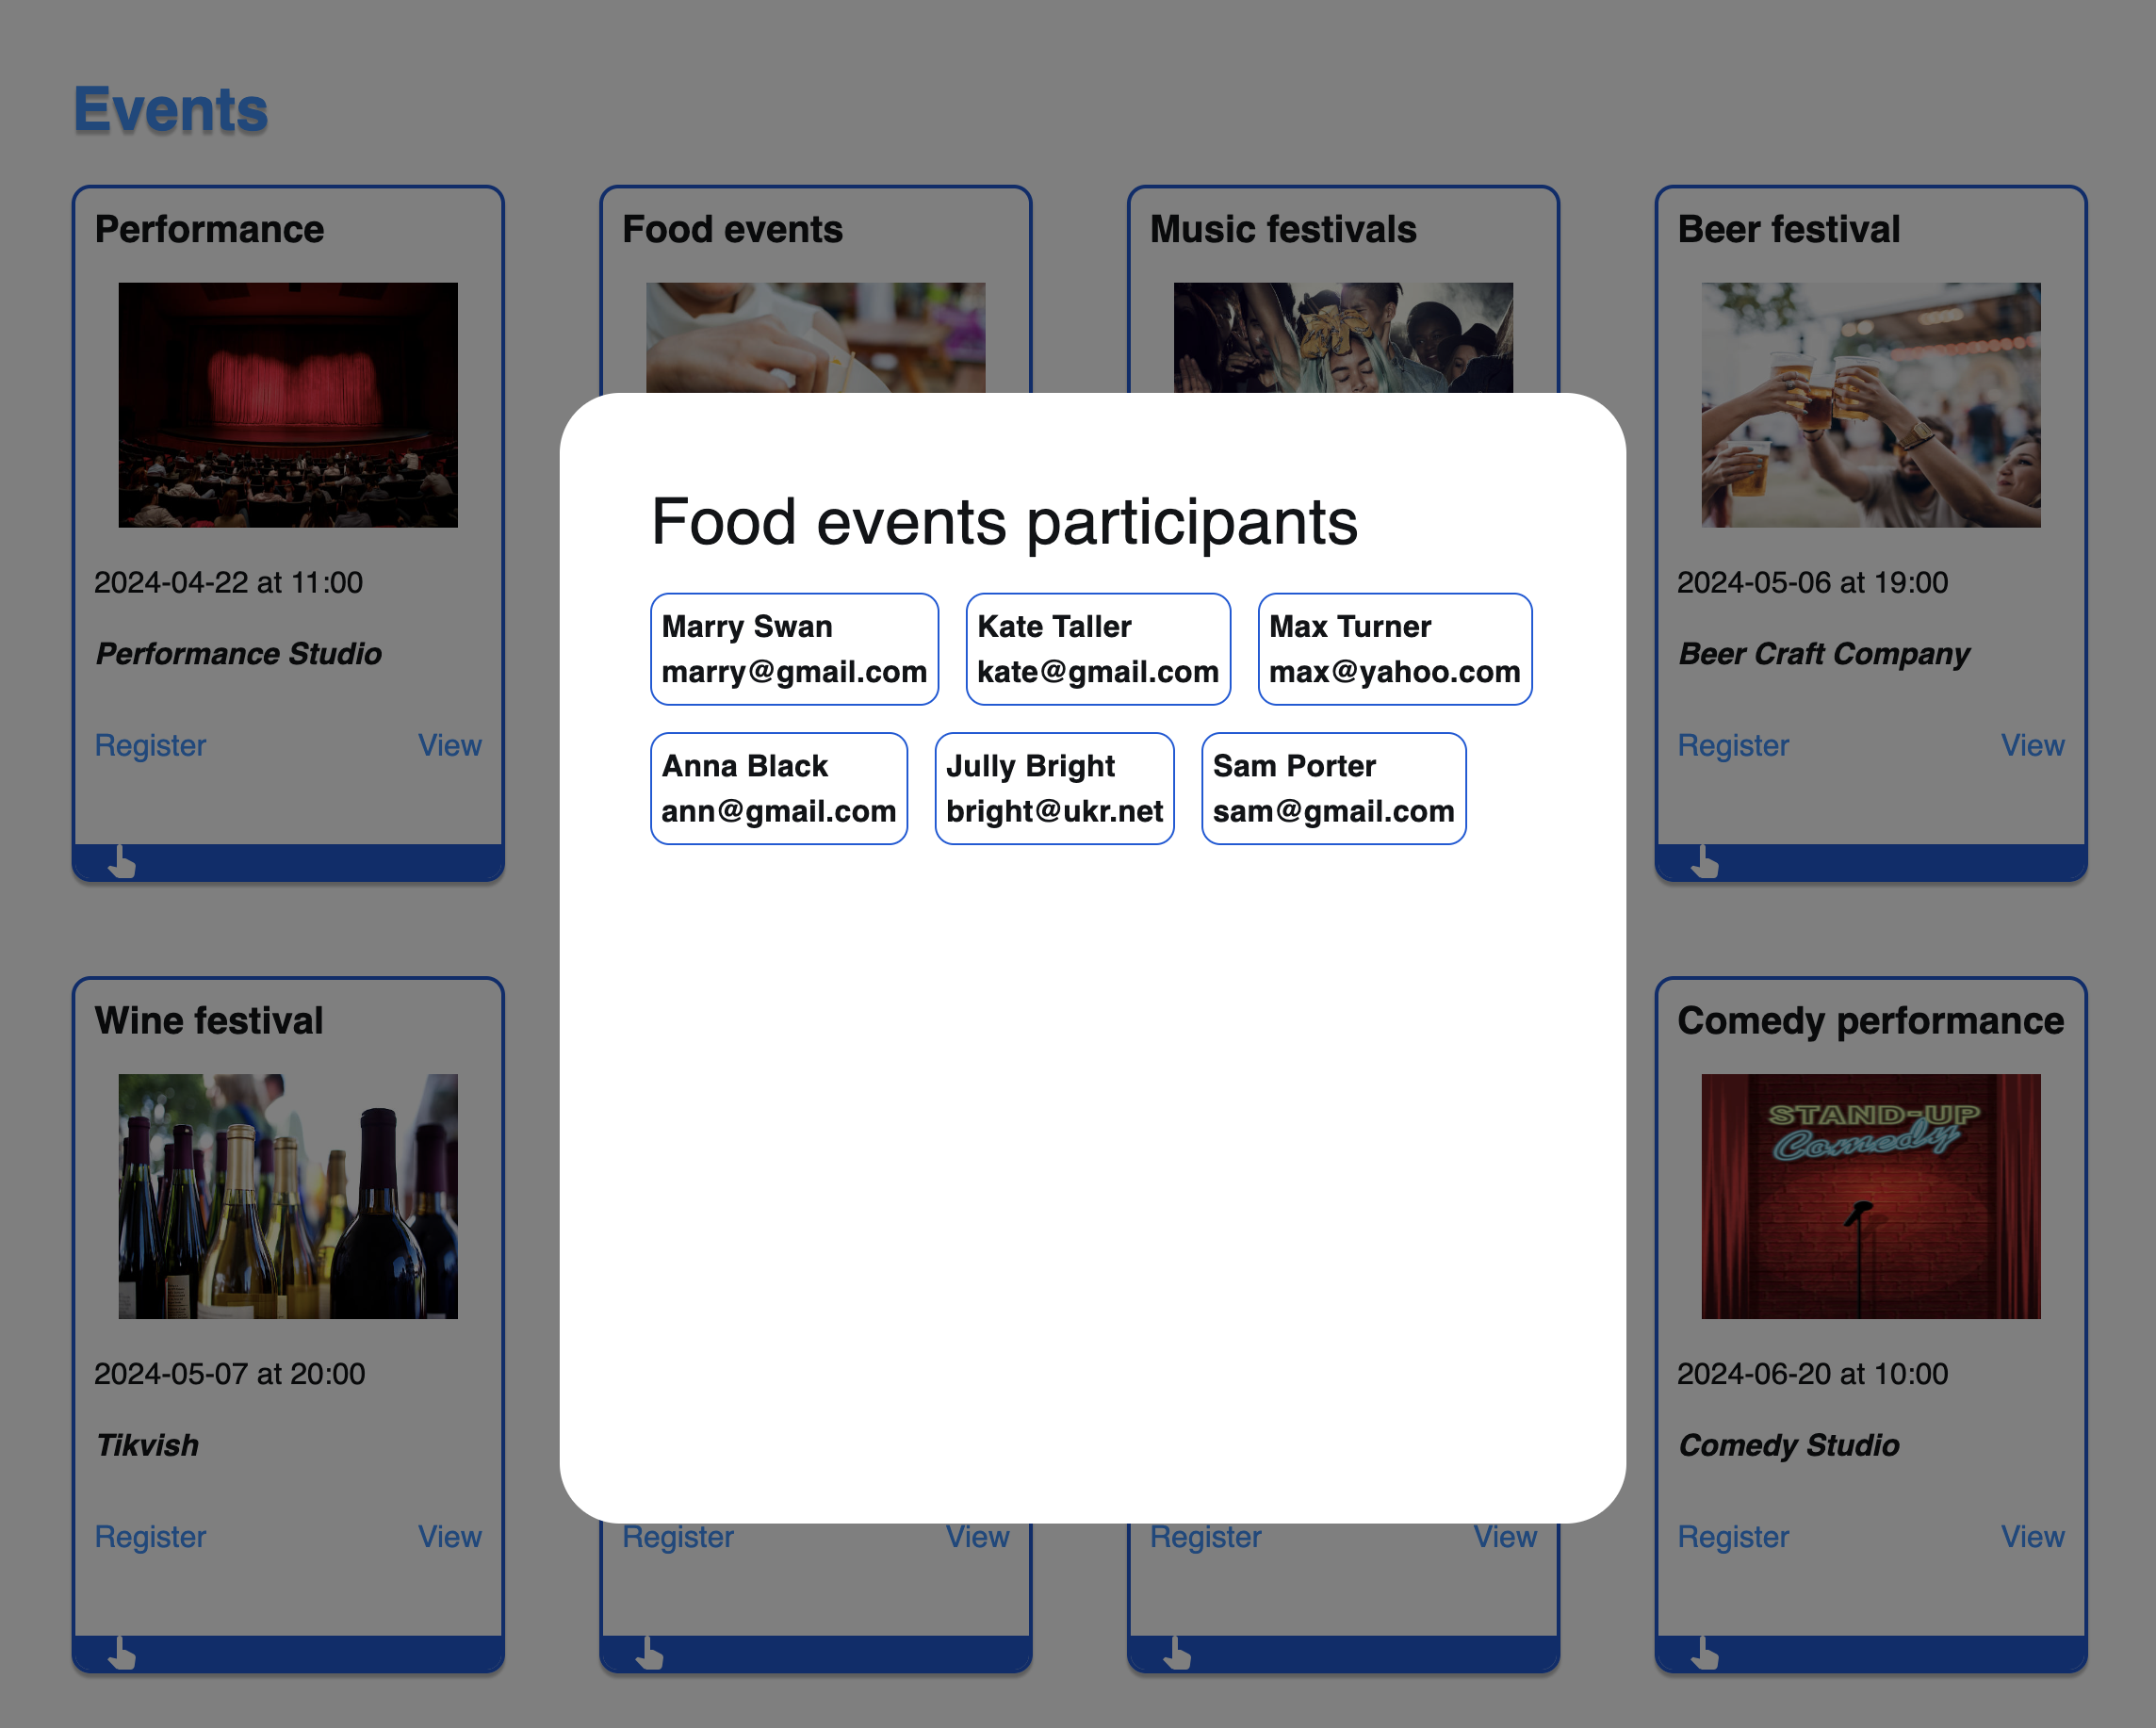 Events
Performance
Food events
Music festivals
Beer festival
2024-04-22 at 11:00
Performance Studio
Register
View
2024-05-06 at 19:00
Beer Craft Company
Register
View
Food events participants
Marry Swan
marry@gmail.com
Kate Taller
kate@gmail.com
Max Turner
max@yahoo.com
Anna Black
ann@gmail.com
Jully Bright
bright@ukr.net
Sam Porter
sam@gmail.com
Wine festival
2024-05-07 at 20:00
Tikvish
Register
View
Register
View
Register
View
Comedy performance
STAND-UP
Comedy
2024-06-20 at 10:00
Comedy Studio
Register
View